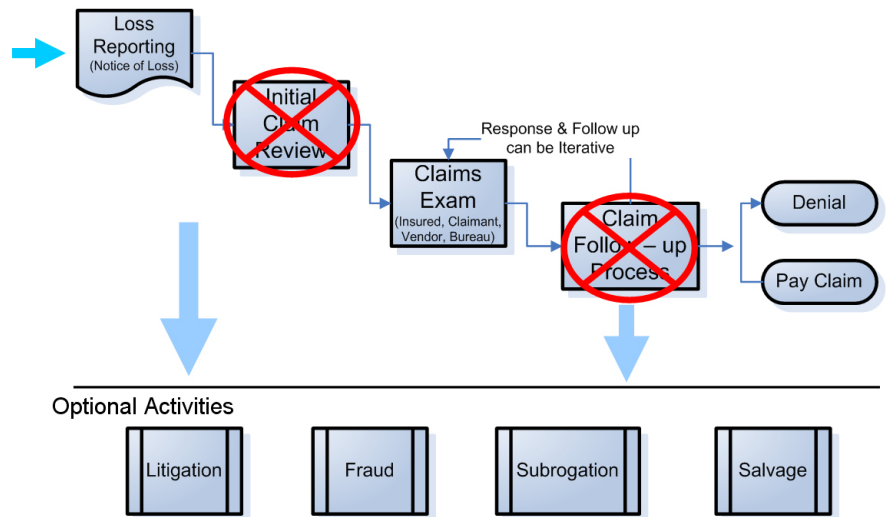 Loss
Reporting
(Notice of Loss)
Initial
Claim
Review
Response & Follow up
can be Iterative
Claims
Exam
(Insured, Claimant,
Vendor, Bureau)
Claim
Follow – up
Process
Denial
Pay Claim
Optional Activities
Litigation
Fraud
Subrogation
Salvage